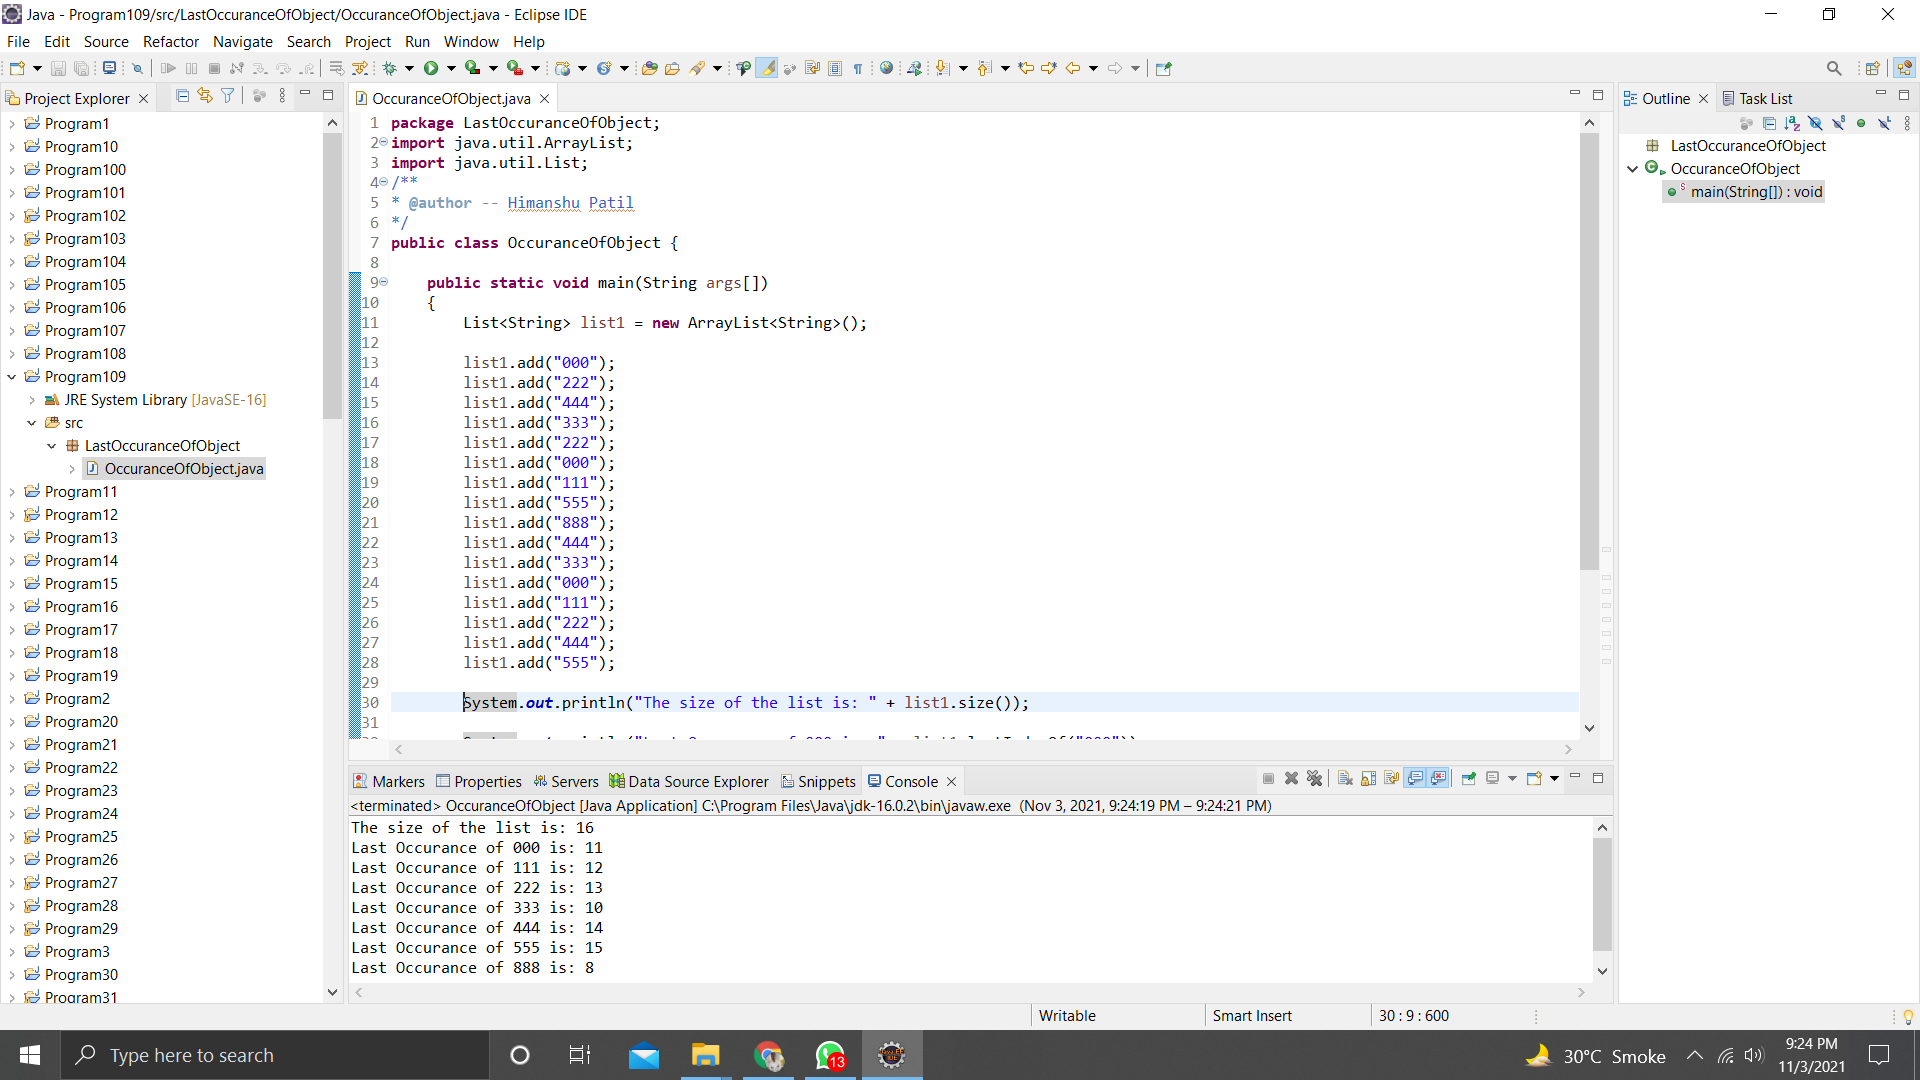 Java - Program109/src/LastOccuranceOfObject/OccuranceOfObject.java - Eclipse IDE
File Edit Source Refactor Navigate Search Project Run Window Help
Project Explorer
Program1
Program10
Program100
Program101
Program102
Program103
Program104
Program105
Program106
Program107
Program108
Program109
JRE System Library [JavaSE-16]
src
LastOccuranceOfObject
OccuranceOfObject.java
Program11
Program12
Program13
Program14
Program15
Program16
Program17
Program18
Program19
Program2
Program20
Program21
Program22
Program23
Program24
Program25
Program26
Program27
Program28
Program29
Program3
Program30
Program31
OccuranceOfObject.java
1 package LastOccuranceOfObject;
2 import java.util.ArrayList;
3 import java.util.List;
4 /**
5 * @author -- Himanshu Patil
6 */
7 public class OccuranceOfObject {
8
9 public static void main(String args[])
10 {
11 List<String> list1 = new ArrayList<String>();
12
13 list1.add("000");
14 list1.add("222");
15 list1.add("444");
16 list1.add("333");
17 list1.add("222");
18 list1.add("000");
19 list1.add("111");
20 list1.add("555");
21 list1.add("888");
22 list1.add("444");
23 list1.add("333");
24 list1.add("000");
25 list1.add("111");
26 list1.add("222");
27 list1.add("444");
28 list1.add("555");
29
30 System.out.println("The size of the list is: " + list1.size());
31
Markers Properties Servers Data Source Explorer Snippets Console
<terminated> OccuranceOfObject [Java Application] C:\Program Files\Java\jdk-16.0.2\bin\javaw.exe (Nov 3, 2021, 9:24:19 PM – 9:24:21 PM)
The size of the list is: 16
Last Occurance of 000 is: 11
Last Occurance of 111 is: 12
Last Occurance of 222 is: 13
Last Occurance of 333 is: 10
Last Occurance of 444 is: 14
Last Occurance of 555 is: 15
Last Occurance of 888 is: 8
Outline Task List
LastOccuranceOfObject
OccuranceOfObject
main(String[]) : void
Writable Smart Insert 30 : 9 : 600
Type here to search
13
30°C Smoke
9:24 PM
11/3/2021